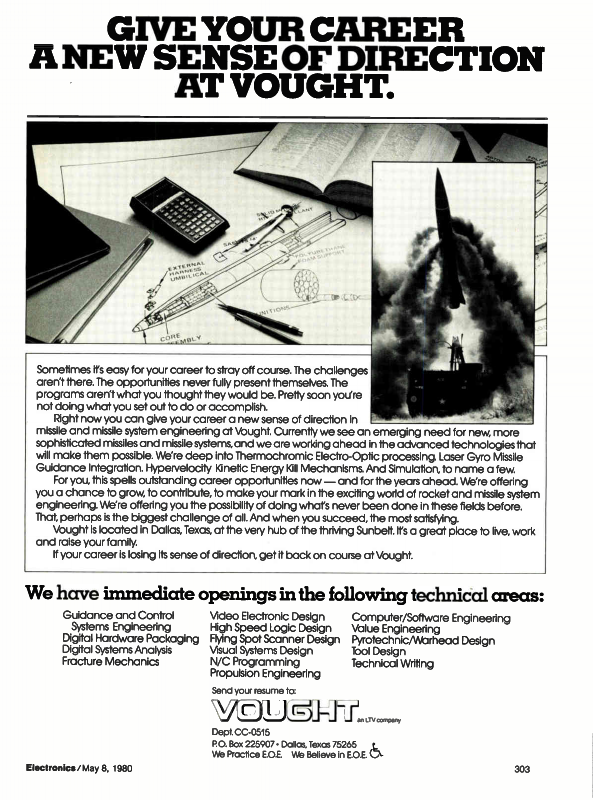 GIVE YOUR CAREER
A NEW SENSE OF DIRECTION
AT VOUGHT.
EXTERNAL
HARNESS
UMBILICAL
CORE
Sometimes it's easy for your career to stray off course. The challenges
aren't there. The opportunities never fully present themselves. The
programs aren't what you thought they would be. Pretty soon you're
not doing what you set out to do or accomplish.
Right now you can give your career a new sense of direction in
missile and missile system engineering at Vought. Currently we see an emerging need for new, more
sophisticated missiles and missile systems, and we are working ahead in the advanced technologies that
will make them possible. We're deep into Thermochromic Electro-Optic processing. Laser Gyro Missile
Guidance Integration. Hypervelocity Kinetic Energy Kill Mechanisms. And Simulation, to name a few.
For you, this spells outstanding career opportunities now — and for the years ahead. We're offering
you a chance to grow, to contribute, to make your mark in the exciting world of rocket and missile system
engineering. We're offering you the possibility of doing what's never been done in these fields before.
That, perhaps is the biggest challenge of all. And when you succeed, the most satisfying.
Vought is located in Dallas, Texas, at the very hub of the thriving Sunbelt. It's a great place to live, work
and raise your family.
If your career is losing its sense of direction, get it back on course at Vought.
We have immediate openings in the following technical areas:
Guidance and Control
Systems Engineering
Digital Hardware Packaging
Digital Systems Analysis
Fracture Mechanics
Video Electronic Design
High Speed Logic Design
Flying Spot Scanner Design
Visual Systems Design
N/C Programming
Propulsion Engineering
Computer/Software Engineering
Value Engineering
Pyrotechnic/Warhead Design
Tool Design
Technical Writing
Send your resume to:
VOUGHT
an LTV company
Dept. CC-0515
P.O. Box 225907 • Dallas, Texas 75265
We Practice E.O.E. We Believe in E.O.E.
Electronics/May 8, 1980
303